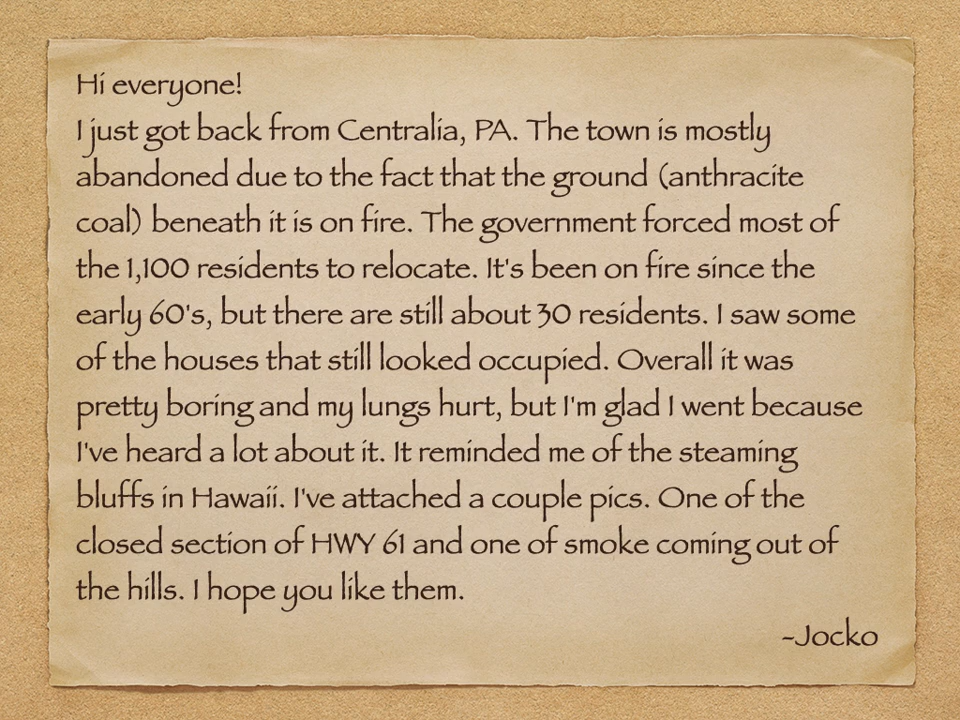 Hi everyone!
I just got back from Centralia, PA. The town is mostly
abandoned due to the fact that the ground (anthracite
coal) beneath it is on fire. The government forced most of
the 1,100 residents to relocate. It's been on fire since the
early 60's, but there are still about 30 residents. I saw some
of the houses that still looked occupied. Overall it was
pretty boring and my lungs hurt, but I'm glad I went because
I've heard a lot about it. It reminded me of the steaming
bluffs in Hawaii. I've attached a couple pics. One of the
closed section of HWY 61 and one of smoke coming out of
the hills. I hope you like them.
~Jocko